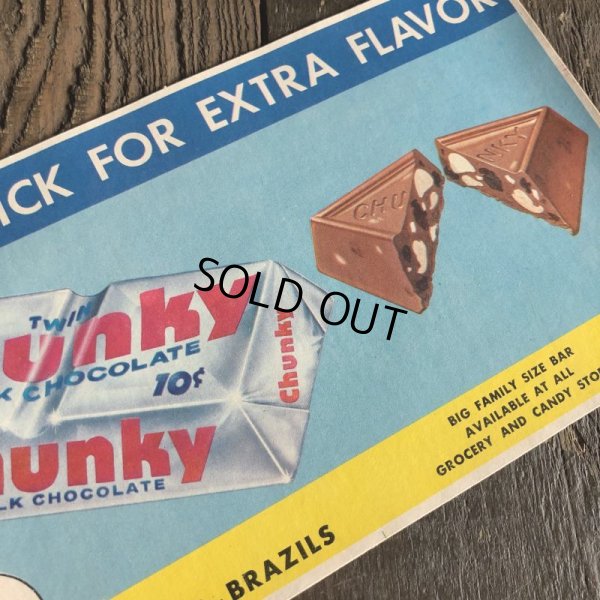 ICK FOR EXTRA FLAVOR
CHU
NKY
SOLD OUT
TWIN
hunky
K CHOCOLATE
10¢
Chunky
hunky
LK CHOCOLATE
BIG FAMILY SIZE BAR
AVAILABLE AT ALL
GROCERY AND CANDY STO
BRAZILS